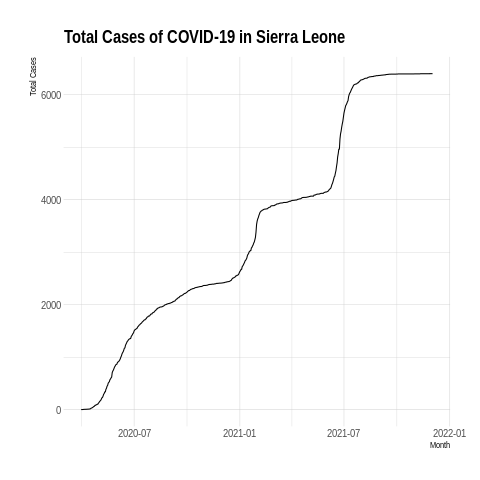 Total Cases of COVID-19 in Sierra Leone
Total Cases
6000
4000
2000
0
2020-07 2021-01 2021-07 2022-01
Month